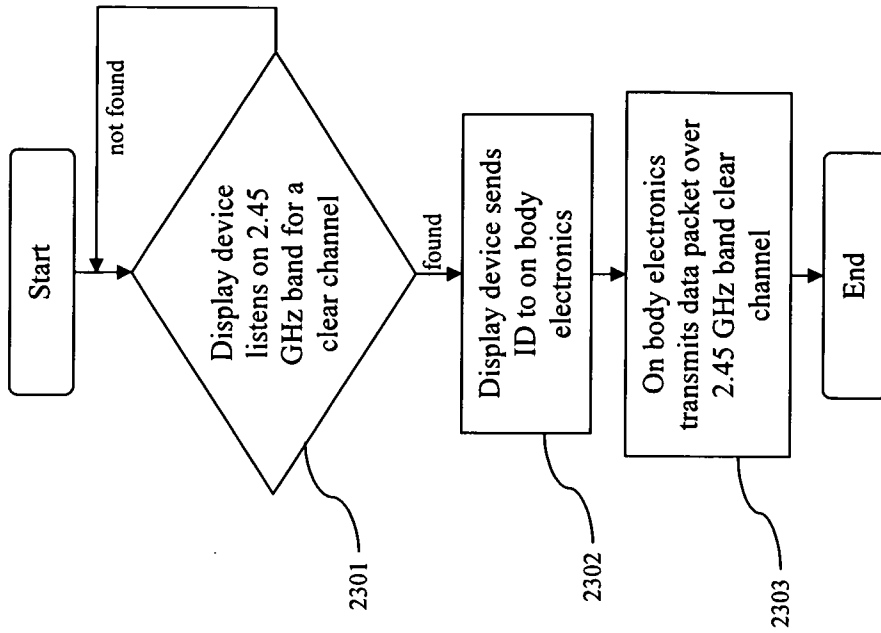 Start
not found
Display device
listens on 2.45
GHz band for a
clear channel
2301
found
Display device sends
ID to on body
electronics
2302
On body electronics
transmits data packet over
2.45 GHz band clear
channel
2303
End